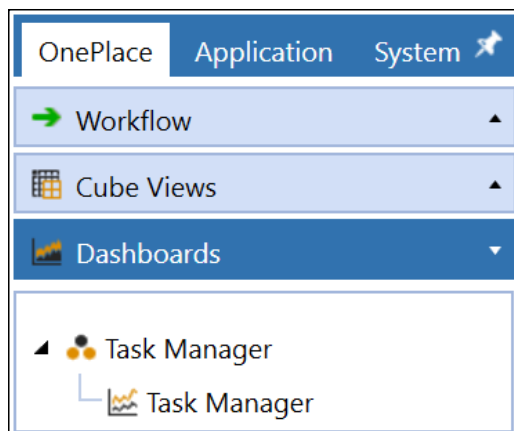 OnePlace Application System
Workflow
Cube Views
Dashboards
Task Manager
Task Manager